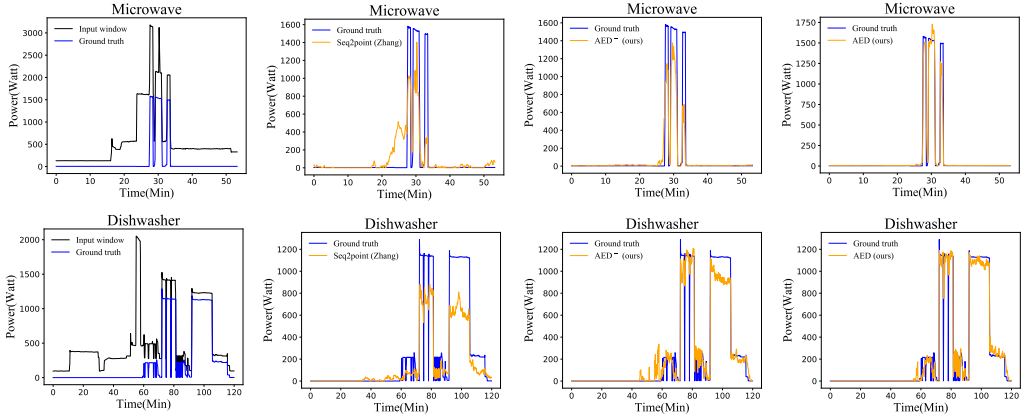 Microwave
Power(Watt)
3000
2500
2000
1500
1000
500
0
Input window
Ground truth
0 10 20 30 40 50
Time(Min)
Microwave
Power(Watt)
1600
1400
1200
1000
800
600
400
200
0
Ground truth
Seq2point (Zhang)
0 10 20 30 40 50
Time(Min)
Microwave
Power(Watt)
1600
1400
1200
1000
800
600
400
200
0
Ground truth
AED⁻ (ours)
0 10 20 30 40 50
Time(Min)
Microwave
Power(Watt)
1750
1500
1250
1000
750
500
250
0
Ground truth
AED (ours)
0 10 20 30 40 50
Time(Min)
Dishwasher
Power(Watt)
2000
1500
1000
500
0
Input window
Ground truth
0 20 40 60 80 100 120
Time(Min)
Dishwasher
Power(Watt)
1200
1000
800
600
400
200
0
Ground truth
Seq2point (Zhang)
0 20 40 60 80 100 120
Time(Min)
Dishwasher
Power(Watt)
1200
1000
800
600
400
200
0
Ground truth
AED⁻ (ours)
0 20 40 60 80 100 120
Time(Min)
Dishwasher
Power(Watt)
1200
1000
800
600
400
200
0
Ground truth
AED (ours)
0 20 40 60 80 100 120
Time(Min)